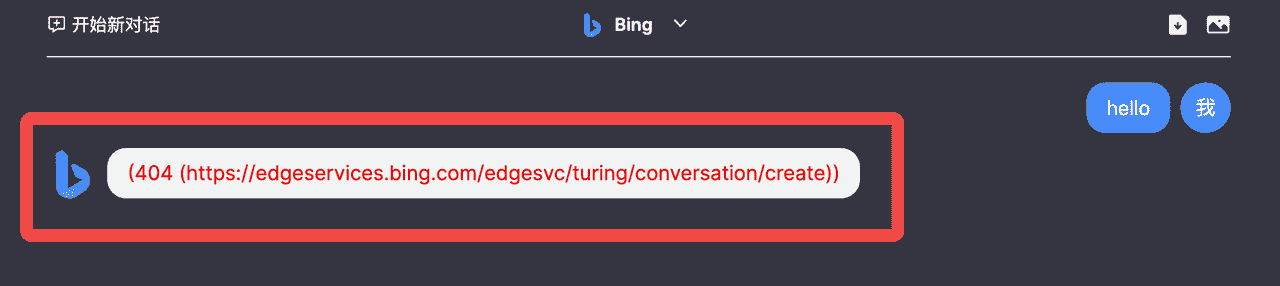 开始新对话
Bing
hello
我
(404 (https://edgeservices.bing.com/edgesvc/turing/conversation/create))